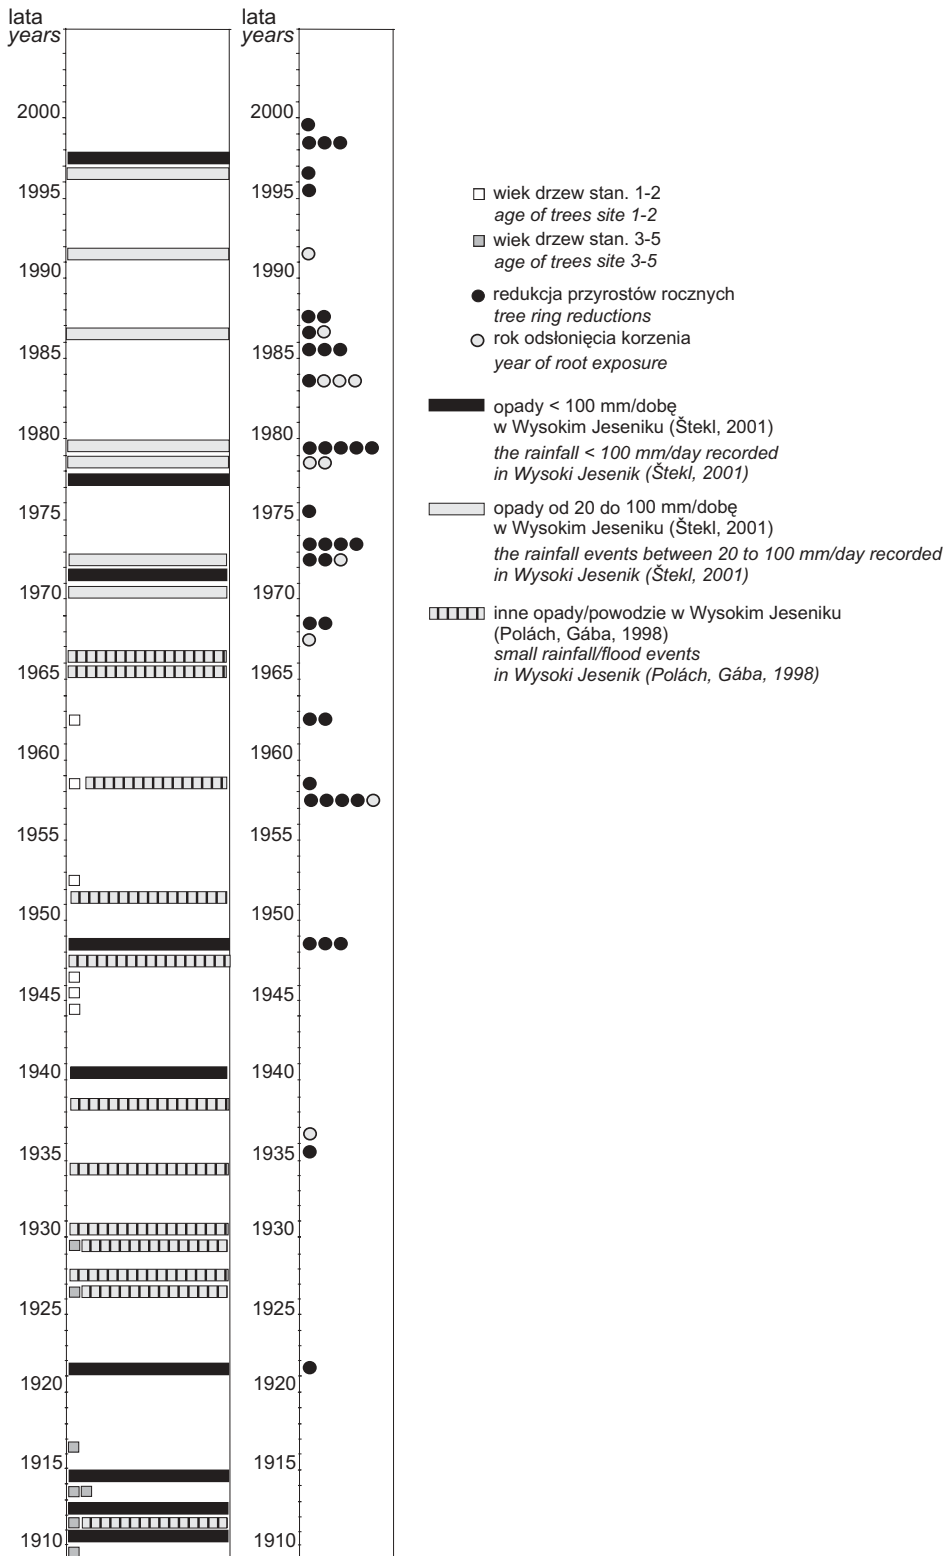 lata
years
2000
1995
1990
1985
1980
1975
1970
1965
1960
1955
1950
1945
1940
1935
1930
1925
1920
1915
1910
lata
years
2000
1995
1990
1985
1980
1975
1970
1965
1960
1955
1950
1945
1940
1935
1930
1925
1920
1915
1910
wiek drzew stan. 1-2
age of trees site 1-2
wiek drzew stan. 3-5
age of trees site 3-5
redukcja przyrostów rocznych
tree ring reductions
rok odsłonięcia korzenia
year of root exposure
opady < 100 mm/dobę
w Wysokim Jeseniku (Štekl, 2001)
the rainfall < 100 mm/day recorded
in Wysoki Jesenik (Štekl, 2001)
opady od 20 do 100 mm/dobę
w Wysokim Jeseniku (Štekl, 2001)
the rainfall events between 20 to 100 mm/day recorded
in Wysoki Jesenik (Štekl, 2001)
inne opady/powodzie w Wysokim Jeseniku
(Polách, Gába, 1998)
small rainfall/flood events
in Wysoki Jesenik (Polách, Gába, 1998)